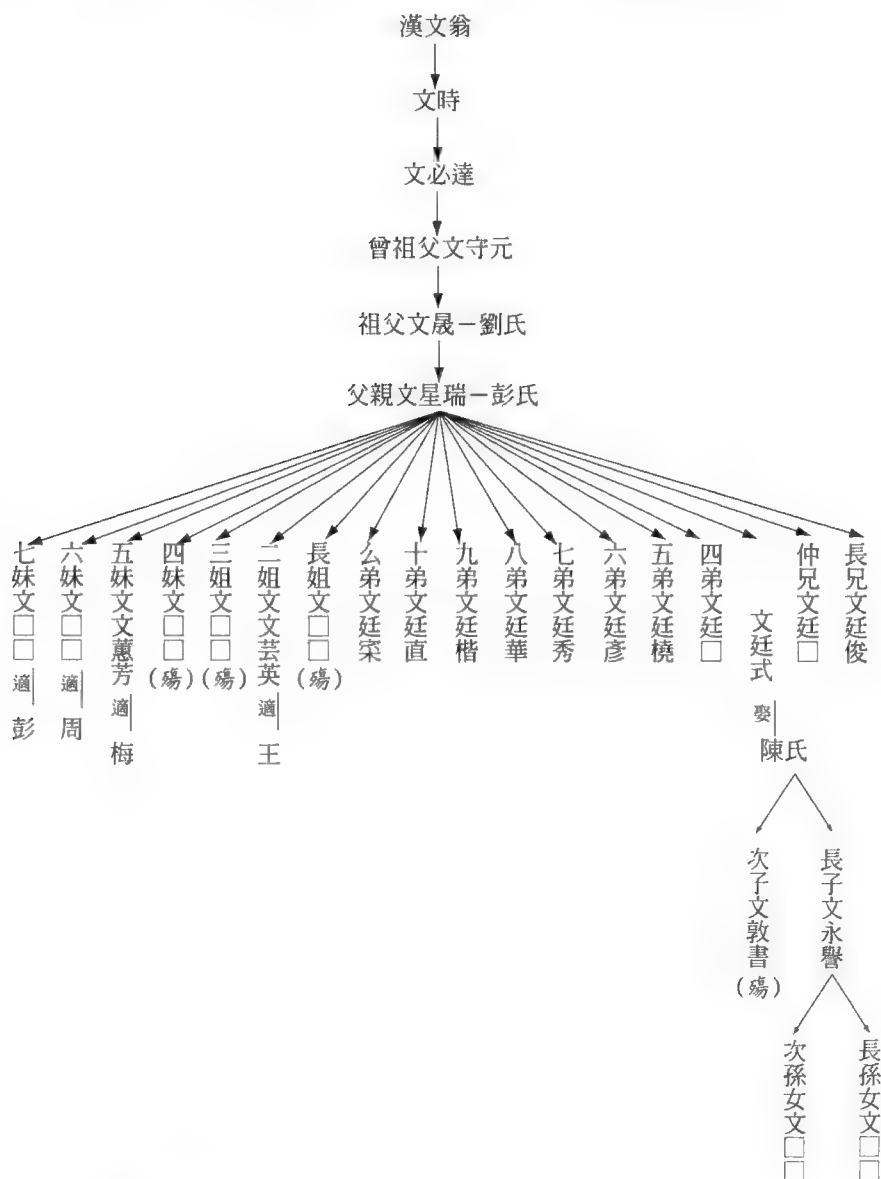 漢文翁
文時
文必達
曾祖父文守元
祖父文晟－劉氏
父親文星瑞－彭氏
長兄文廷俊
仲兄文廷□
文廷式 娶 陳氏
四弟文廷□
五弟文廷橈
六弟文廷彥
七弟文廷秀
八弟文廷華
九弟文廷楷
十弟文廷直
么弟文廷寀
長姐文□□(殤)
二姐文文芸英 適 王
三姐文□□(殤)
四妹文□□(殤)
五妹文文蕙芳 適 梅
六妹文□□ 適 周
七妹文□□ 適 彭
長子文永譽
次子文敦書(殤)
長孫女文□□
次孫女文□□